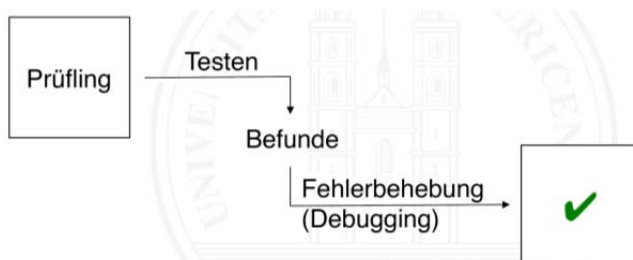 Prüfling
Testen
Befunde
Fehlerbehebung
(Debugging)